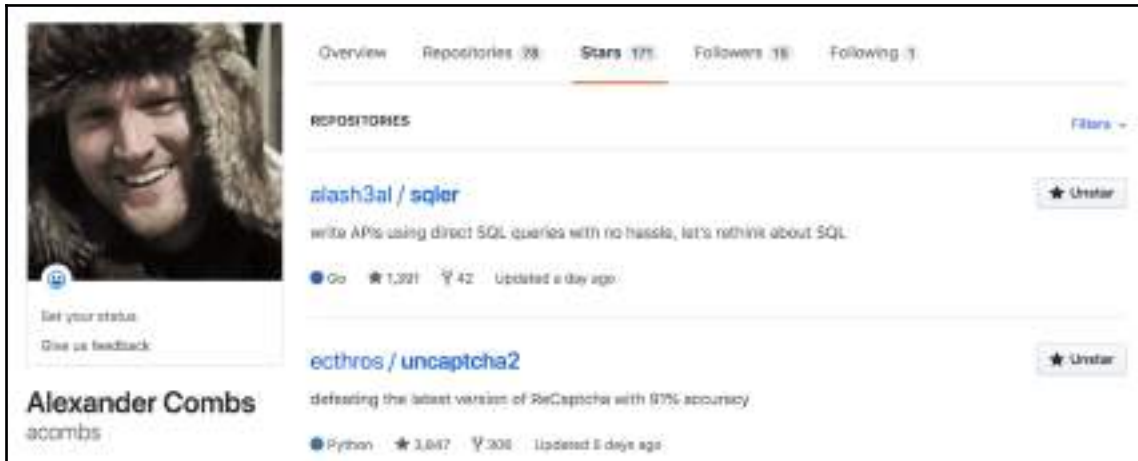 Overview Repositories 78 Stars 171 Followers 15 Following 1
REPOSITORIES
Filters
alash3al / sqler
Unstar
write APIs using direct SQL queries with no hassle, let's rethink about SQL
Go 1,391 42 Updated a day ago
Set your status
Give us feedback
ecthros / uncaptcha2
Unstar
defeating the latest version of ReCaptcha with 91% accuracy
Python 3,847 306 Updated 5 days ago
Alexander Combs
acombs